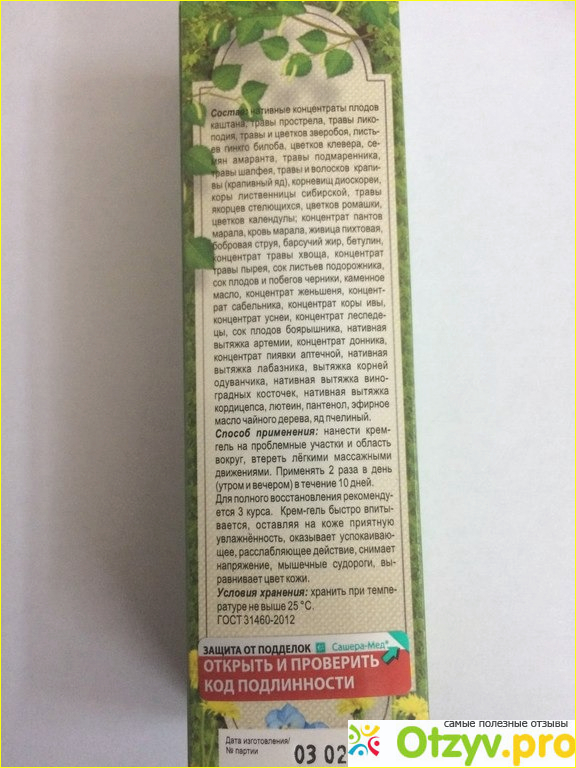 Состав: нативные концентраты плодов
каштана, травы прострела, травы лико-
подия, травы и цветков зверобоя, листь-
ев гинкго билоба, цветков клевера, се-
мян амаранта, травы подмаренника,
травы шалфея, травы и волосков крапи-
вы (крапивный яд), корневищ диоскореи,
коры лиственницы сибирской, травы
якорцев стелющихся, цветков ромашки,
цветков календулы; концентрат пантов
марала, кровь марала, живица пихтовая,
бобровая струя, барсучий жир, бетулин,
концентрат травы хвоща, концентрат
травы пырея, сок листьев подорожника,
сок плодов и побегов черники, каменное
масло, концентрат женьшеня, концент-
рат сабельника, концентрат коры ивы,
концентрат уснеи, концентрат леспеде-
цы, сок плодов боярышника, нативная
вытяжка артемии, концентрат донника,
концентрат пиявки аптечной, нативная
вытяжка лабазника, вытяжка корней
одуванчика, нативная вытяжка вино-
градных косточек, нативная вытяжка
кордицепса, лютеин, пантенол, эфирное
масло чайного дерева, яд пчелиный.
Способ применения: нанести крем-
гель на проблемные участки и область
вокруг, втереть лёгкими массажными
движениями. Применять 2 раза в день
(утром и вечером) в течение 10 дней.
Для полного восстановления рекоменду-
ется 3 курса. Крем-гель быстро впиты-
вается, оставляя на коже приятную
увлажнённость, оказывает успокаиваю-
щее, расслабляющее действие, снимает
напряжение, мышечные судороги, вы-
равнивает цвет кожи.
Условия хранения: хранить при темпе-
ратуре не выше 25 °C.
ГОСТ 31460-2012
ЗАЩИТА ОТ ПОДДЕЛОК Сашера-Мед®
ОТКРЫТЬ И ПРОВЕРИТЬ
КОД ПОДЛИННОСТИ
Дата изготовления/
№ партии
03 02
самые полезные отзывы
Otzyv.pro